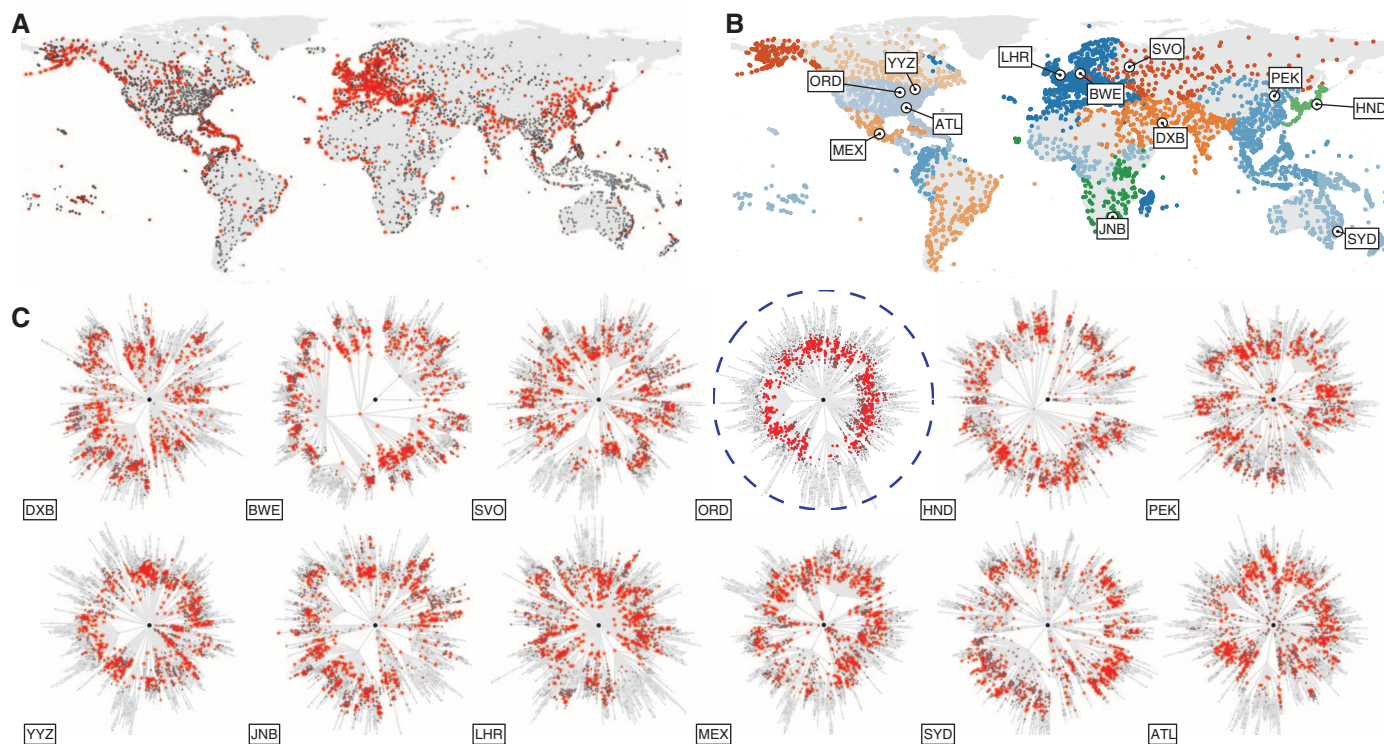 A
B
LHR
SVO
YYZ
ORD
PEK
BWE
HND
ATL
DXB
MEX
JNB
SYD
C
DXB
BWE
SVO
ORD
HND
PEK
YYZ
JNB
LHR
MEX
SYD
ATL